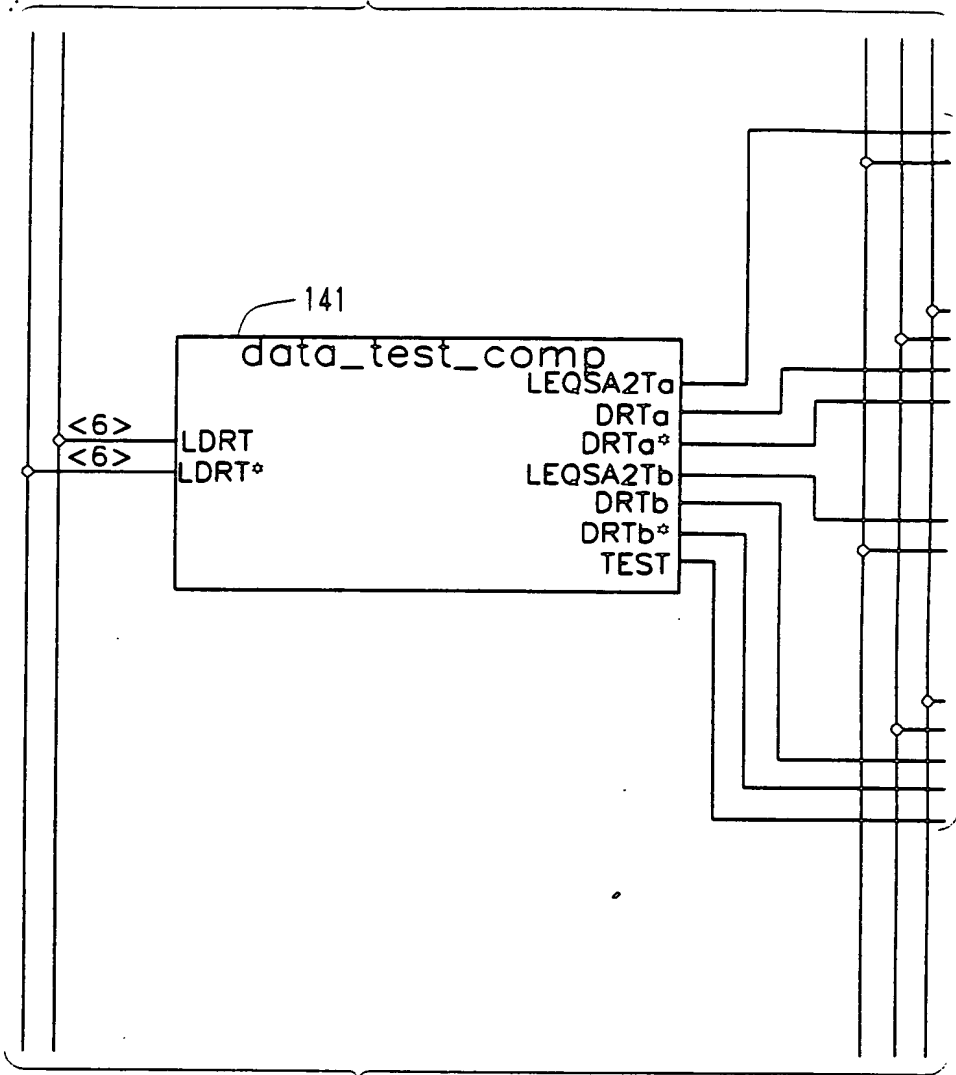 141
data_test_comp
LEQSA2Ta
DRTa
<6> LDRT DRTa*
<6> LDRT* LEQSA2Tb
DRTb
DRTb*
TEST